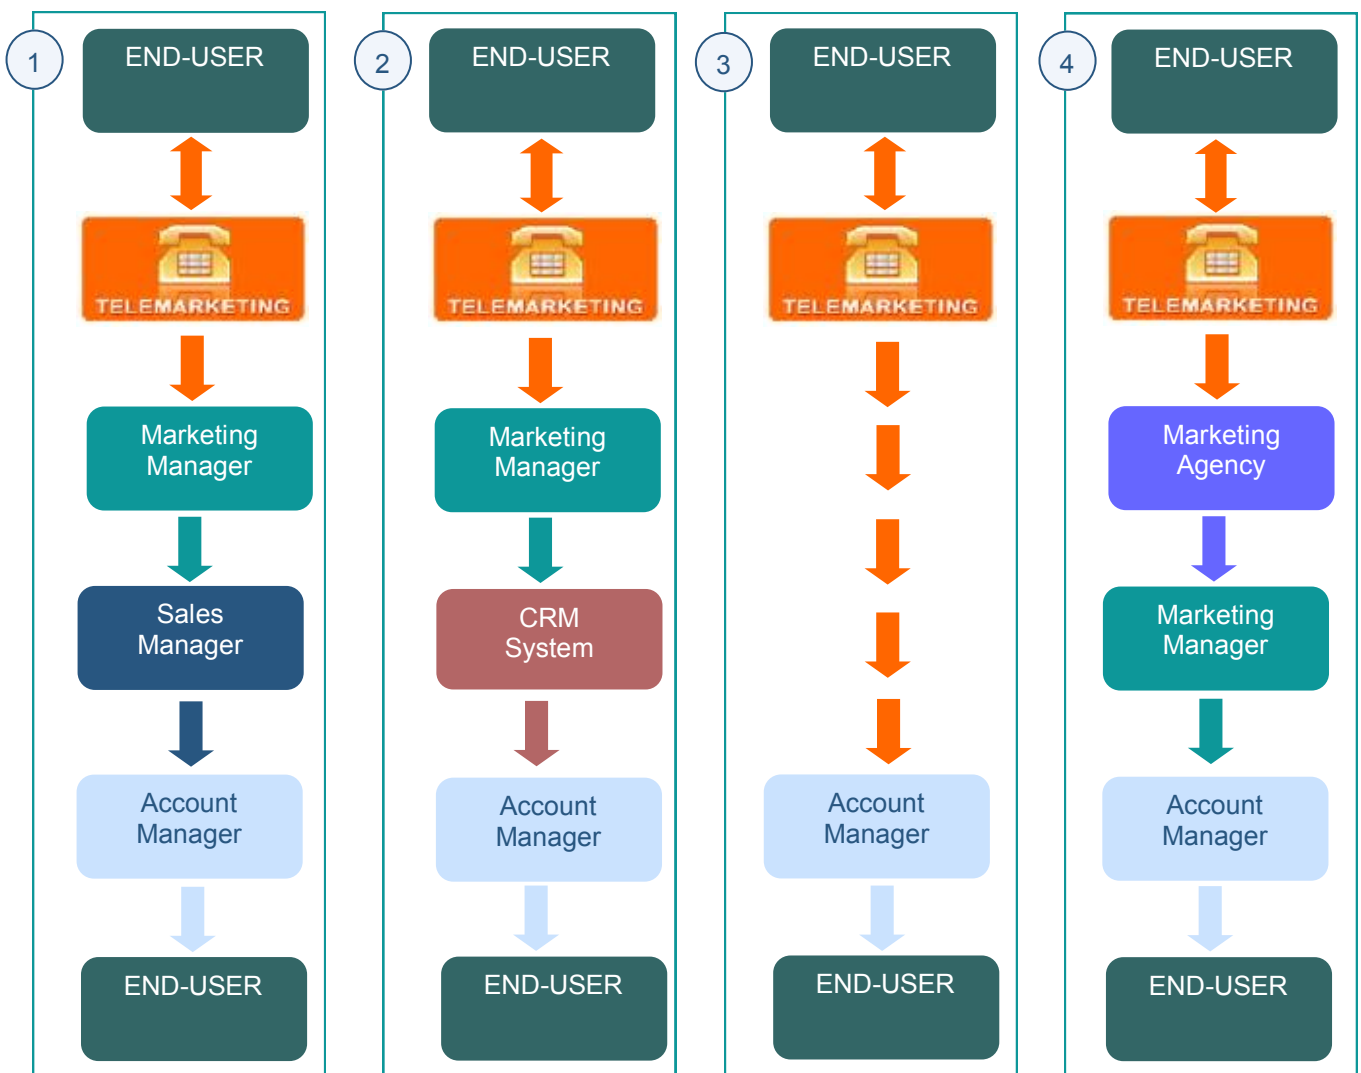 1
END-USER
TELEMARKETING
Marketing
Manager
Sales
Manager
Account
Manager
END-USER
2
END-USER
TELEMARKETING
Marketing
Manager
CRM
System
Account
Manager
END-USER
3
END-USER
TELEMARKETING
Account
Manager
END-USER
4
END-USER
TELEMARKETING
Marketing
Agency
Marketing
Manager
Account
Manager
END-USER